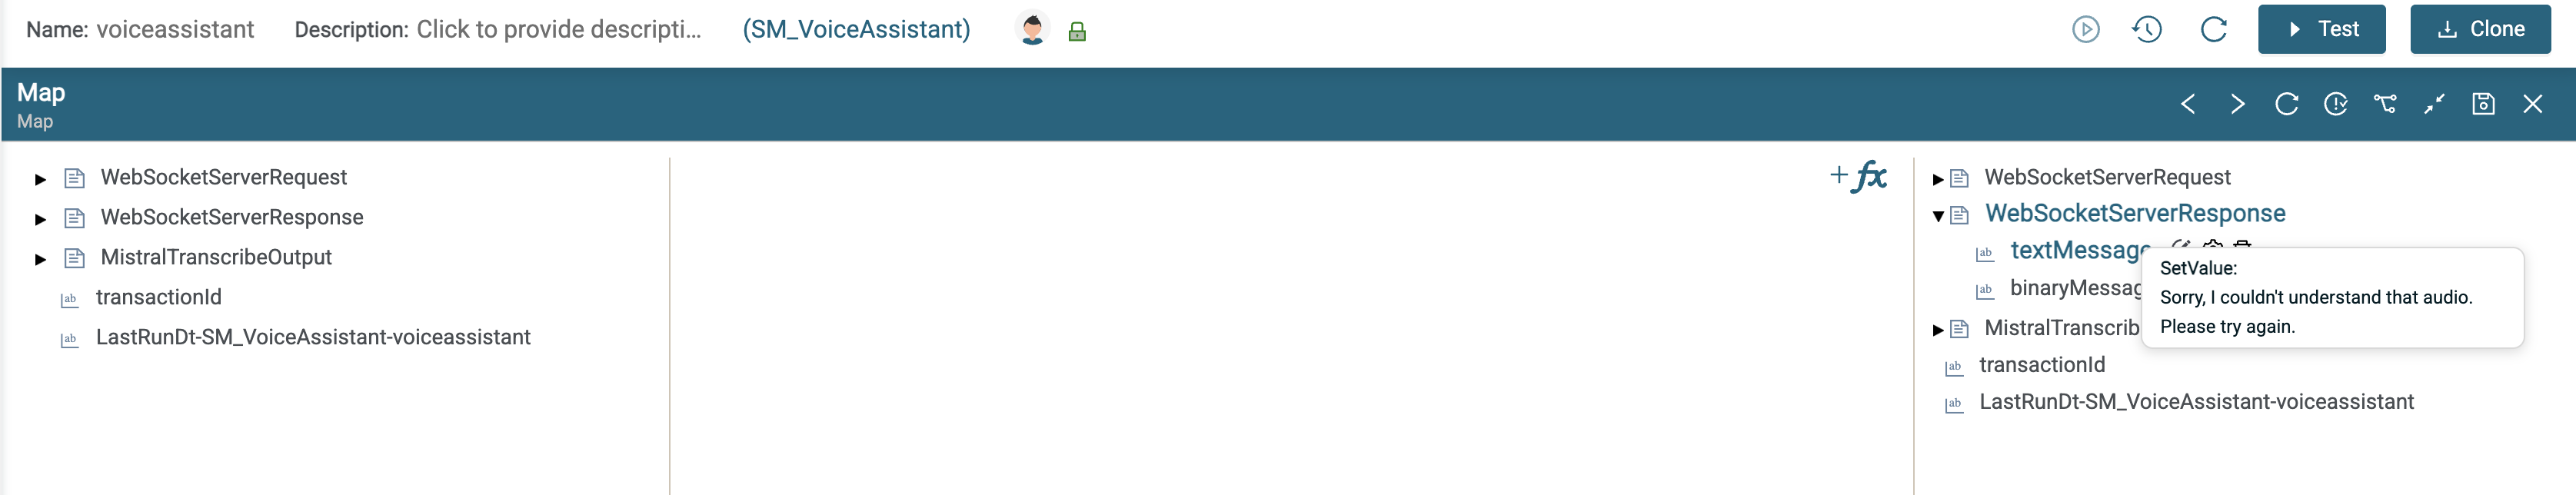 Name: voiceassistant Description: Click to provide descripti... (SM_VoiceAssistant) Test Clone
Map
Map
WebSocketServerRequest
WebSocketServerResponse
MistralTranscribeOutput
transactionId
LastRunDt-SM_VoiceAssistant-voiceassistant
+fx
WebSocketServerRequest
WebSocketServerResponse
textMessage
binaryMessag
MistralTranscrib
transactionId
LastRunDt-SM_VoiceAssistant-voiceassistant
SetValue:
Sorry, I couldn't understand that audio.
Please try again.